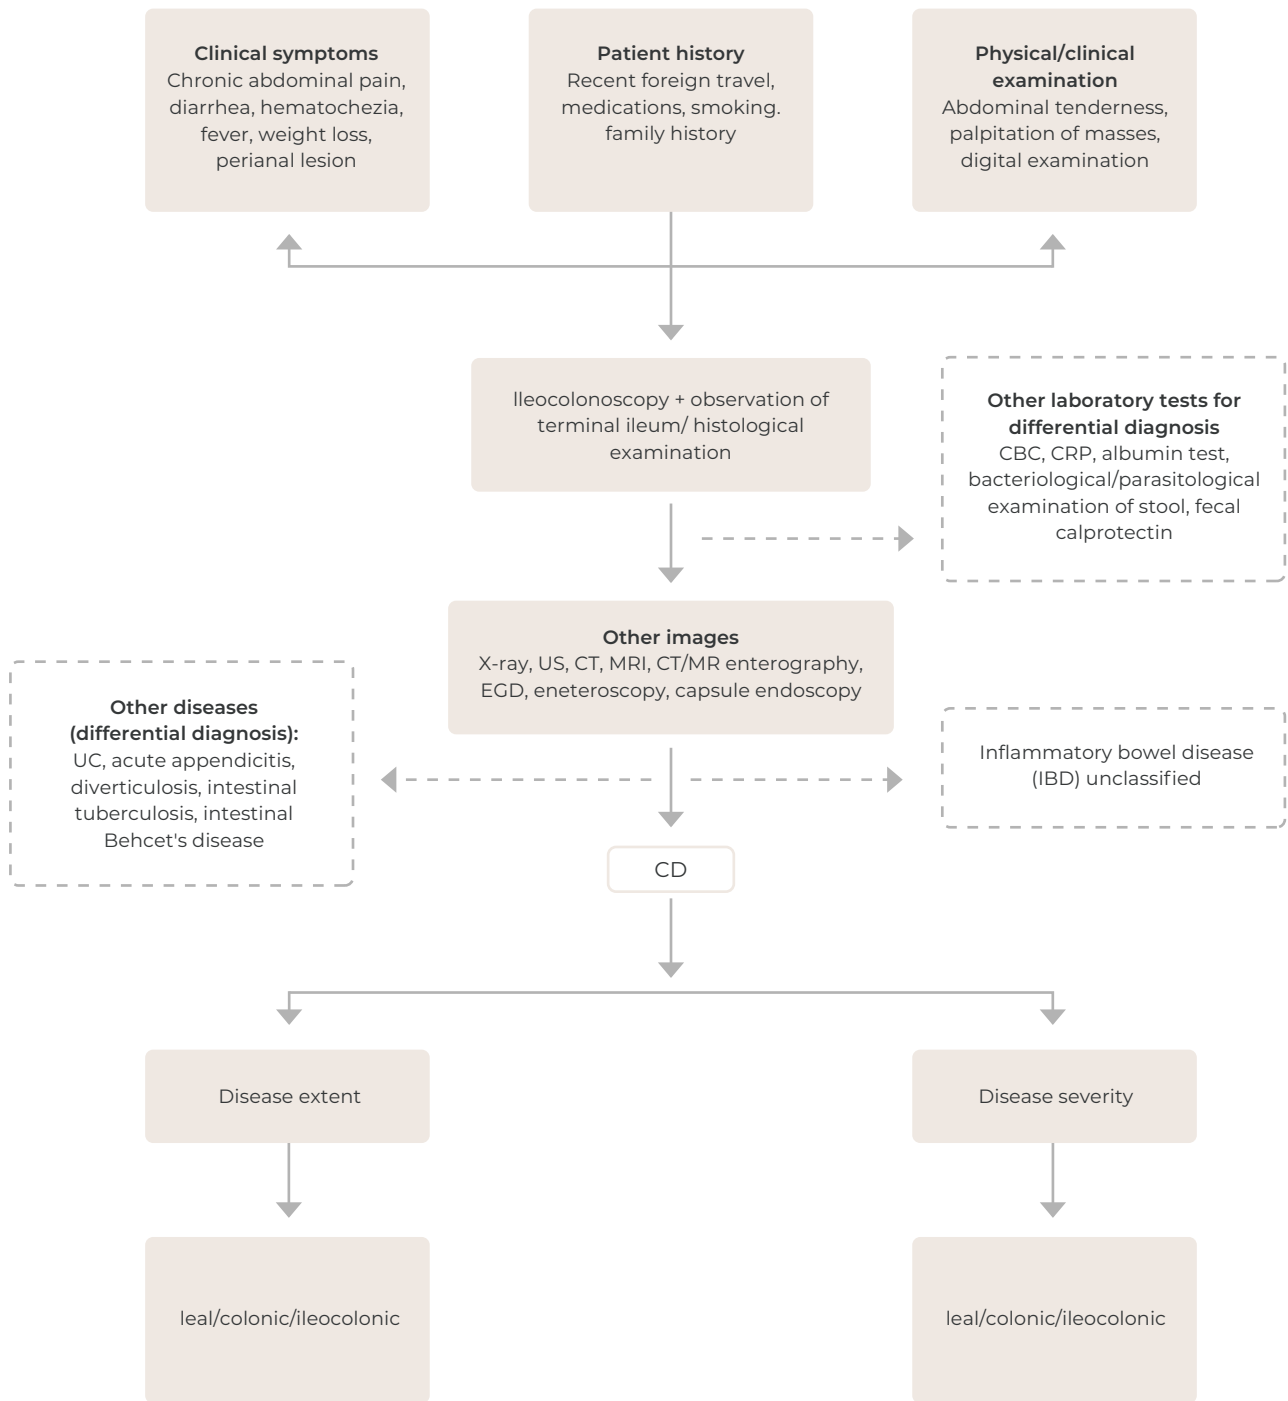 Clinical symptoms
Chronic abdominal pain,
diarrhea, hematochezia,
fever, weight loss,
perianal lesion
Patient history
Recent foreign travel,
medications, smoking.
family history
Physical/clinical
examination
Abdominal tenderness,
palpitation of masses,
digital examination
lleocolonoscopy + observation of
terminal ileum/ histological
examination
Other laboratory tests for
differential diagnosis
CBC, CRP, albumin test,
bacteriological/parasitological
examination of stool, fecal
calprotectin
Other images
X-ray, US, CT, MRI, CT/MR enterography,
EGD, eneteroscopy, capsule endoscopy
Other diseases
(differential diagnosis):
UC, acute appendicitis,
diverticulosis, intestinal
tuberculosis, intestinal
Behcet's disease
Inflammatory bowel disease
(IBD) unclassified
CD
Disease extent
Disease severity
leal/colonic/ileocolonic
leal/colonic/ileocolonic